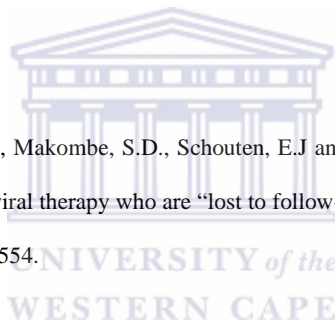 , Makombe, S.D., Schouten, E.J an
viral therapy who are “lost to follow-
554.
UNIVERSITY of the
WESTERN CAPE